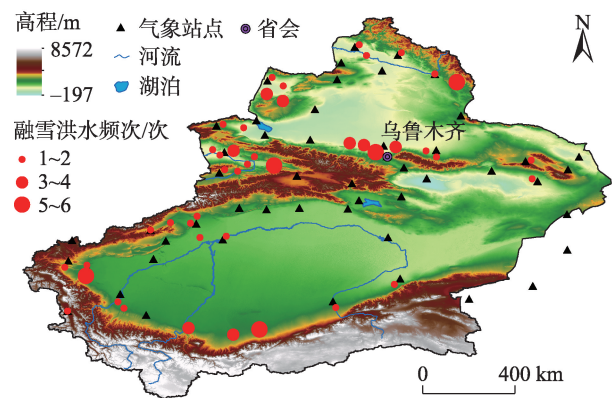 高程/m
8572
−197
气象站点
省会
河流
湖泊
融雪洪水频次/次
1~2
3~4
5~6
N
乌鲁木齐
0 400 km